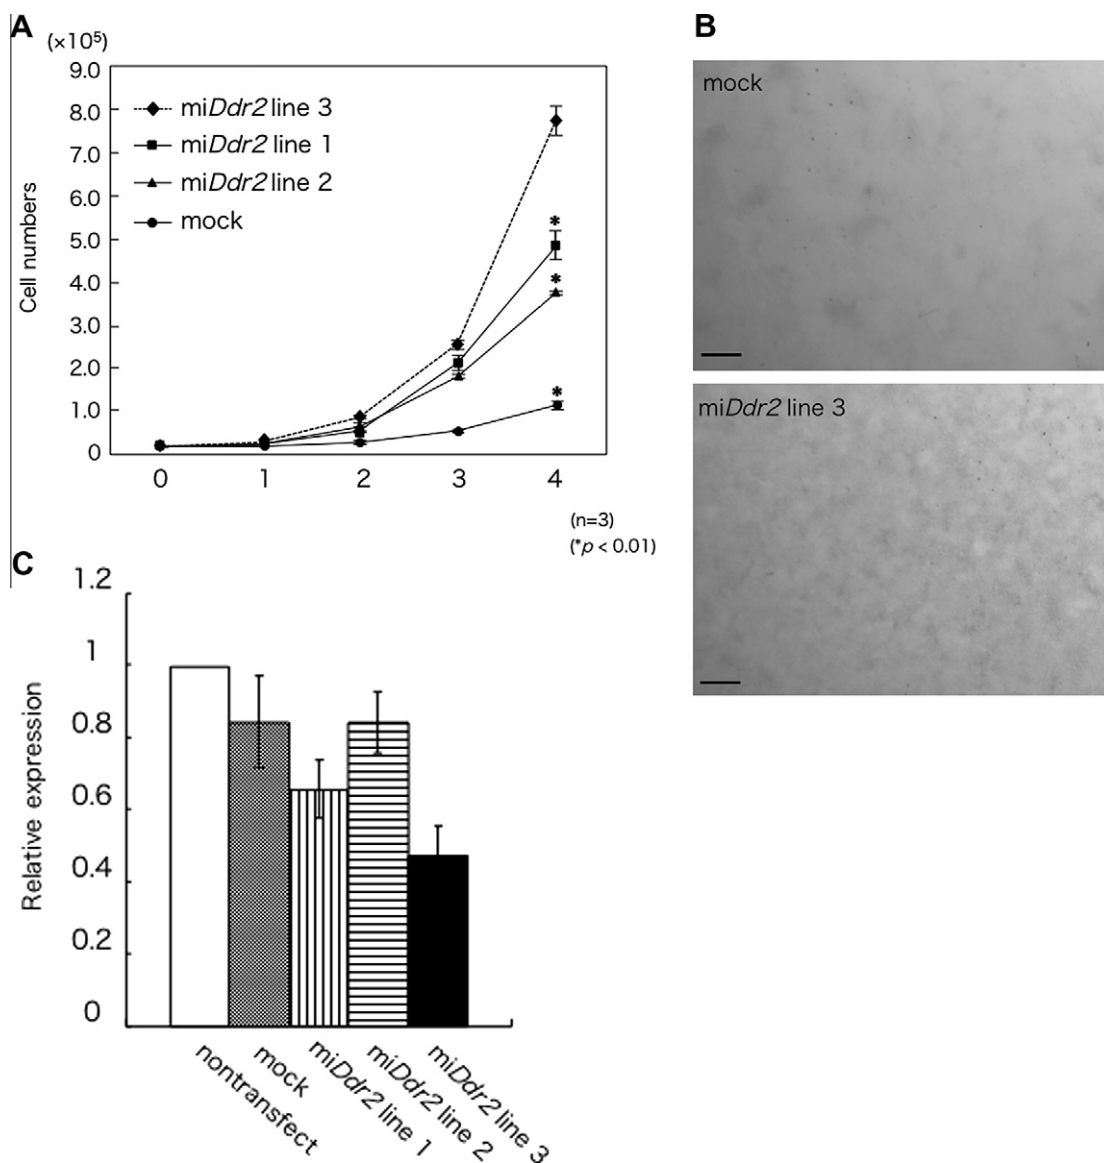 A
(×10⁵)
9.0
8.0
7.0
6.0
5.0
4.0
3.0
2.0
1.0
0
Cell numbers
miDdr2 line 3
miDdr2 line 1
miDdr2 line 2
mock
*
*
*
0 1 2 3 4
(n=3)
(*p < 0.01)
B
mock
miDdr2 line 3
C
1.2
1
0.8
0.6
0.4
0.2
0
Relative expression
nontransfect
mock
miDdr2 line 1
miDdr2 line 2
miDdr2 line 3